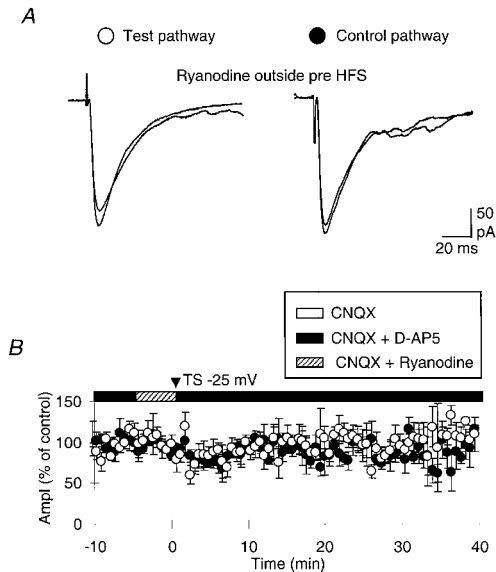 A
Test pathway Control pathway
Ryanodine outside pre HFS
50
pA
20 ms
CNQX
CNQX + D-AP5
CNQX + Ryanodine
B
TS -25 mV
150
100
50
0
Ampl (% of control)
-10 0 10 20 30 40
Time (min)